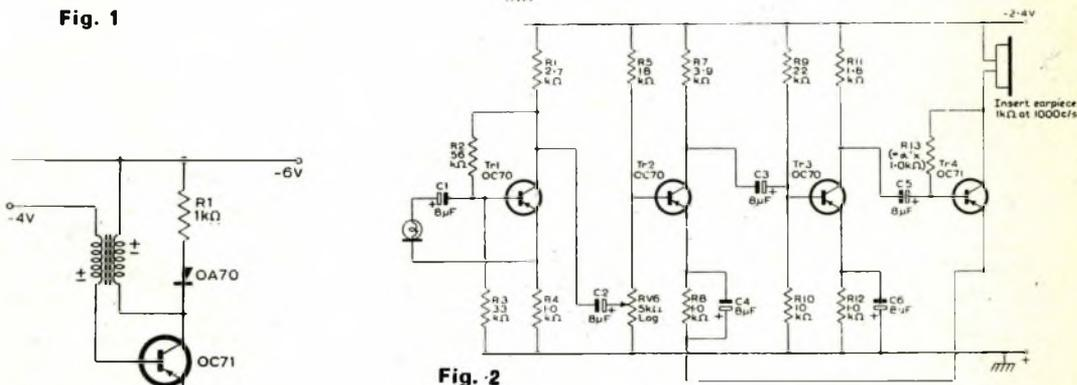 Fig. 1
-6V
R1
1kΩ
-4V
±
±
OA70
OC71
Fig. 2
-2·4V
R1
2·7
kΩ
R5
18
kΩ
R7
3·9
kΩ
R9
22
kΩ
R11
1·8
kΩ
Insert earpiece
1kΩ at 1000c/s
R2
56
kΩ
Tr1
OC70
Tr2
OC70
C3
8μF
Tr3
OC70
R13
1·0kΩ)
Tr4
OC71
C1
8μF
+
C5
8μF
R3
33
kΩ
R4
1·0
kΩ
C2
8μF
RV6
5kΩ
Log
R8
1·0
kΩ
C4
8μF
R10
10
kΩ
R12
1·0
kΩ
C6
8μF
+